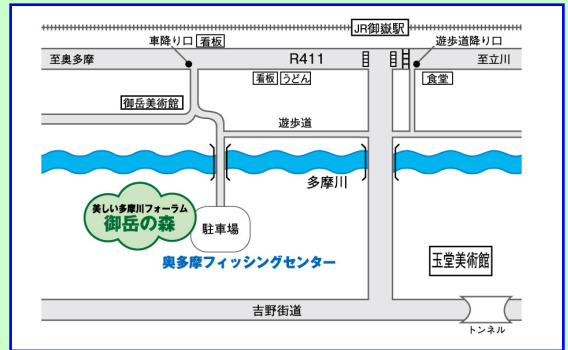 JR御嶽駅
車降り口 看板
遊歩道降り口
至奥多摩
R411
至立川
看板 うどん
食堂
御岳美術館
遊歩道
多摩川
美しい多摩川フォーラム
御岳の森
駐車場
玉堂美術館
奥多摩フィッシングセンター
吉野街道
トンネル